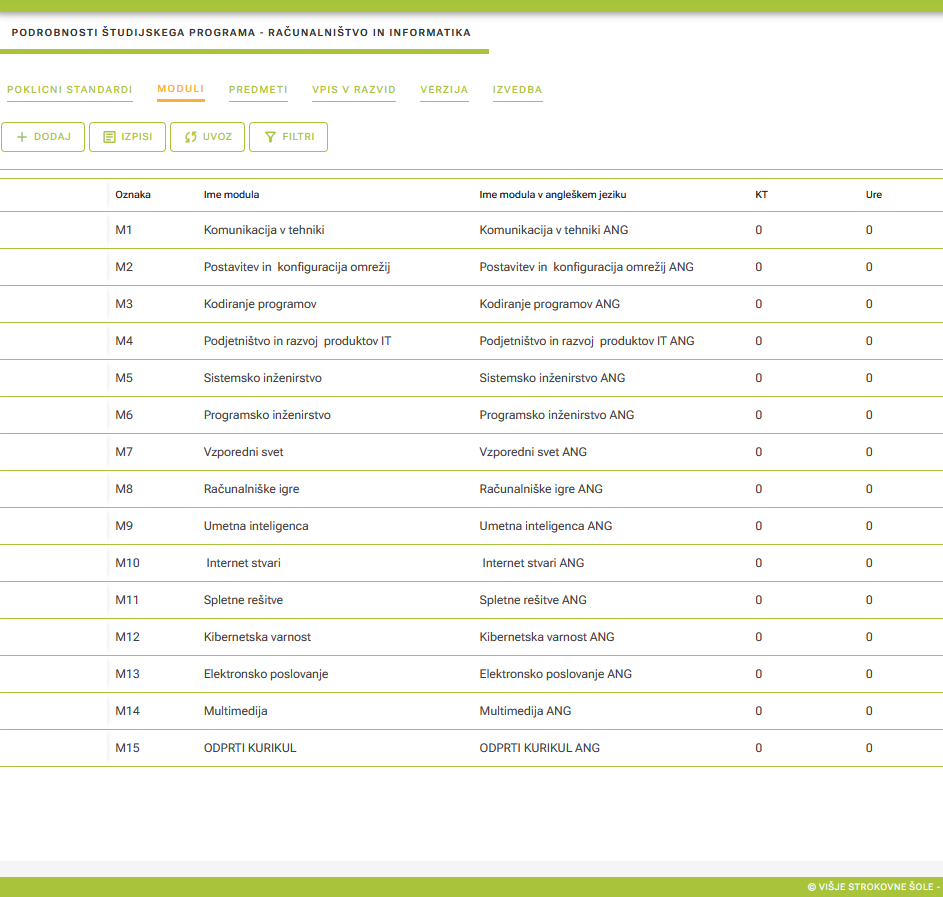 PODROBNOSTI ŠTUDIJSKEGA PROGRAMA - RAČUNALNIŠTVO IN INFORMATIKA
POKLICNI STANDARDI MODULI PREDMETI VPIS V RAZVID VERZIJA IZVEDBA
DODAJ IZPISI UVOZ FILTRI
Oznaka Ime modula Ime modula v angleškem jeziku KT Ure
M1 Komunikacija v tehniki Komunikacija v tehniki ANG 0 0
M2 Postavitev in  konfiguracija omrežij Postavitev in  konfiguracija omrežij ANG 0 0
M3 Kodiranje programov Kodiranje programov ANG 0 0
M4 Podjetništvo in razvoj  produktov IT Podjetništvo in razvoj  produktov IT ANG 0 0
M5 Sistemsko inženirstvo Sistemsko inženirstvo ANG 0 0
M6 Programsko inženirstvo Programsko inženirstvo ANG 0 0
M7 Vzporedni svet Vzporedni svet ANG 0 0
M8 Računalniške igre Računalniške igre ANG 0 0
M9 Umetna inteligenca Umetna inteligenca ANG 0 0
M10 Internet stvari Internet stvari ANG 0 0
M11 Spletne rešitve Spletne rešitve ANG 0 0
M12 Kibernetska varnost Kibernetska varnost ANG 0 0
M13 Elektronsko poslovanje Elektronsko poslovanje ANG 0 0
M14 Multimedija Multimedija ANG 0 0
M15 ODPRTI KURIKUL ODPRTI KURIKUL ANG 0 0
© VIŠJE STROKOVNE ŠOLE -